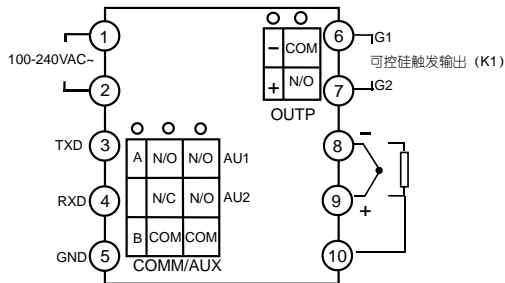 1
6
G1
100-240VAC~
- COM
可控硅触发输出（K1）
+ N/O
2
7
G2
OUTP
TXD 3
8
-
A N/O N/O AU1
RXD 4
N/C N/O AU2
9
+
GND 5
B COM COM
10
COMM/AUX